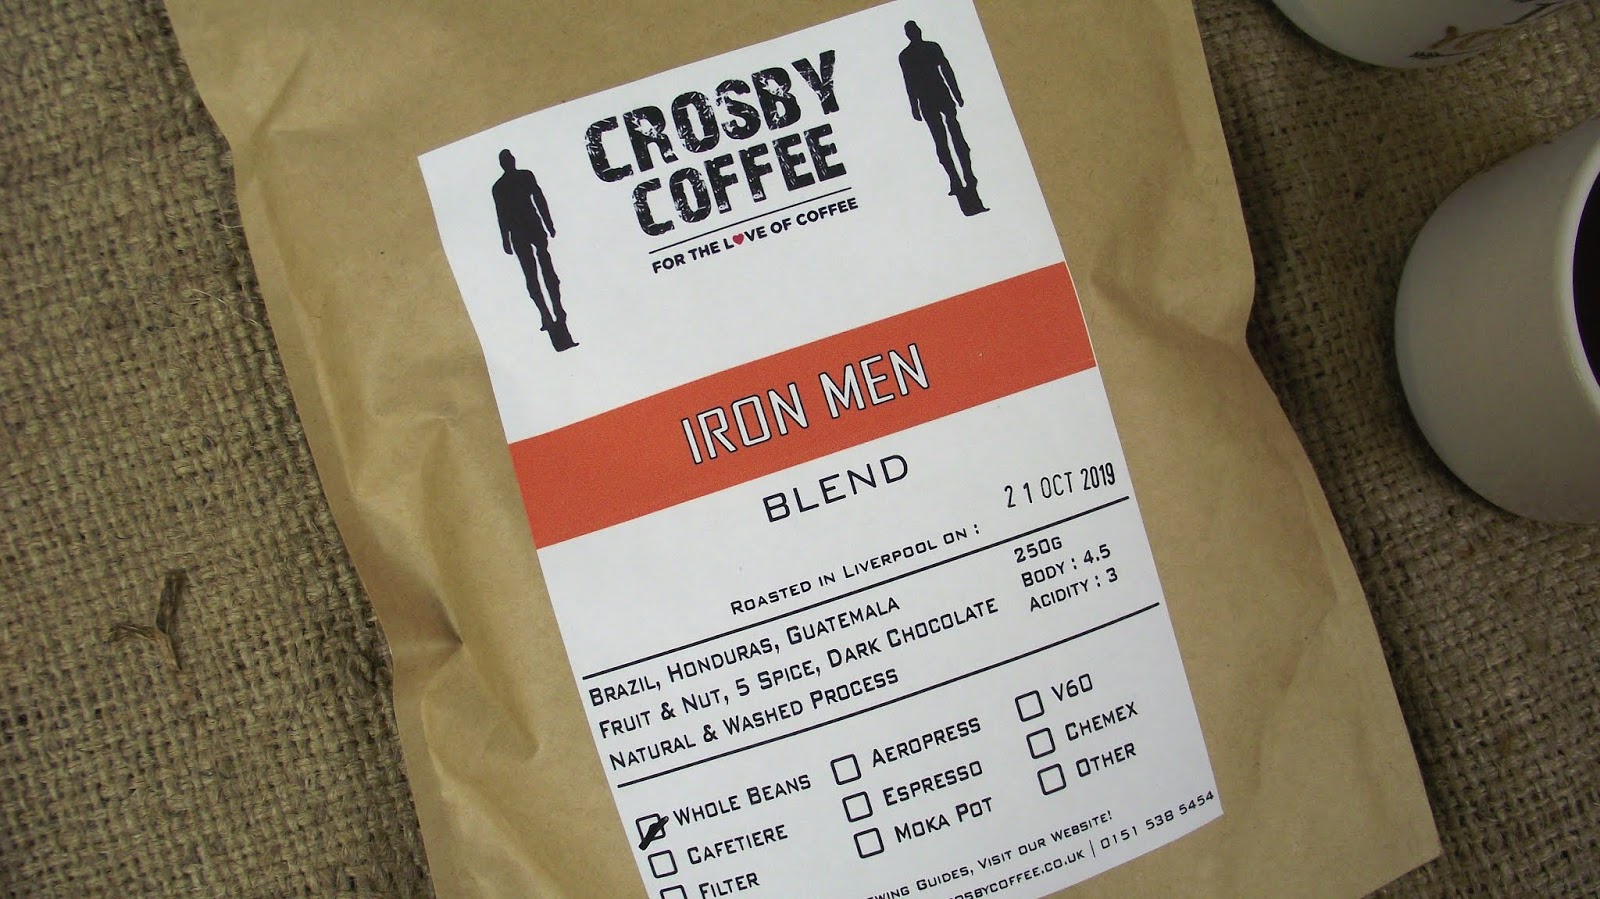 CROSBY
COFFEE
FOR THE L❤VE OF COFFEE
IRON MEN
BLEND
ROASTED IN LIVERPOOL ON : 21 OCT 2019
BRAZIL, HONDURAS, GUATEMALA
FRUIT & NUT, 5 SPICE, DARK CHOCOLATE
NATURAL & WASHED PROCESS
250G
BODY : 4.5
ACIDITY : 3
WHOLE BEANS
CAFETIERE
FILTER
AEROPRESS
ESPRESSO
MOKA POT
V60
CHEMEX
OTHER
GUIDES, VISIT OUR WEBSITE!
| 0151 538 5454